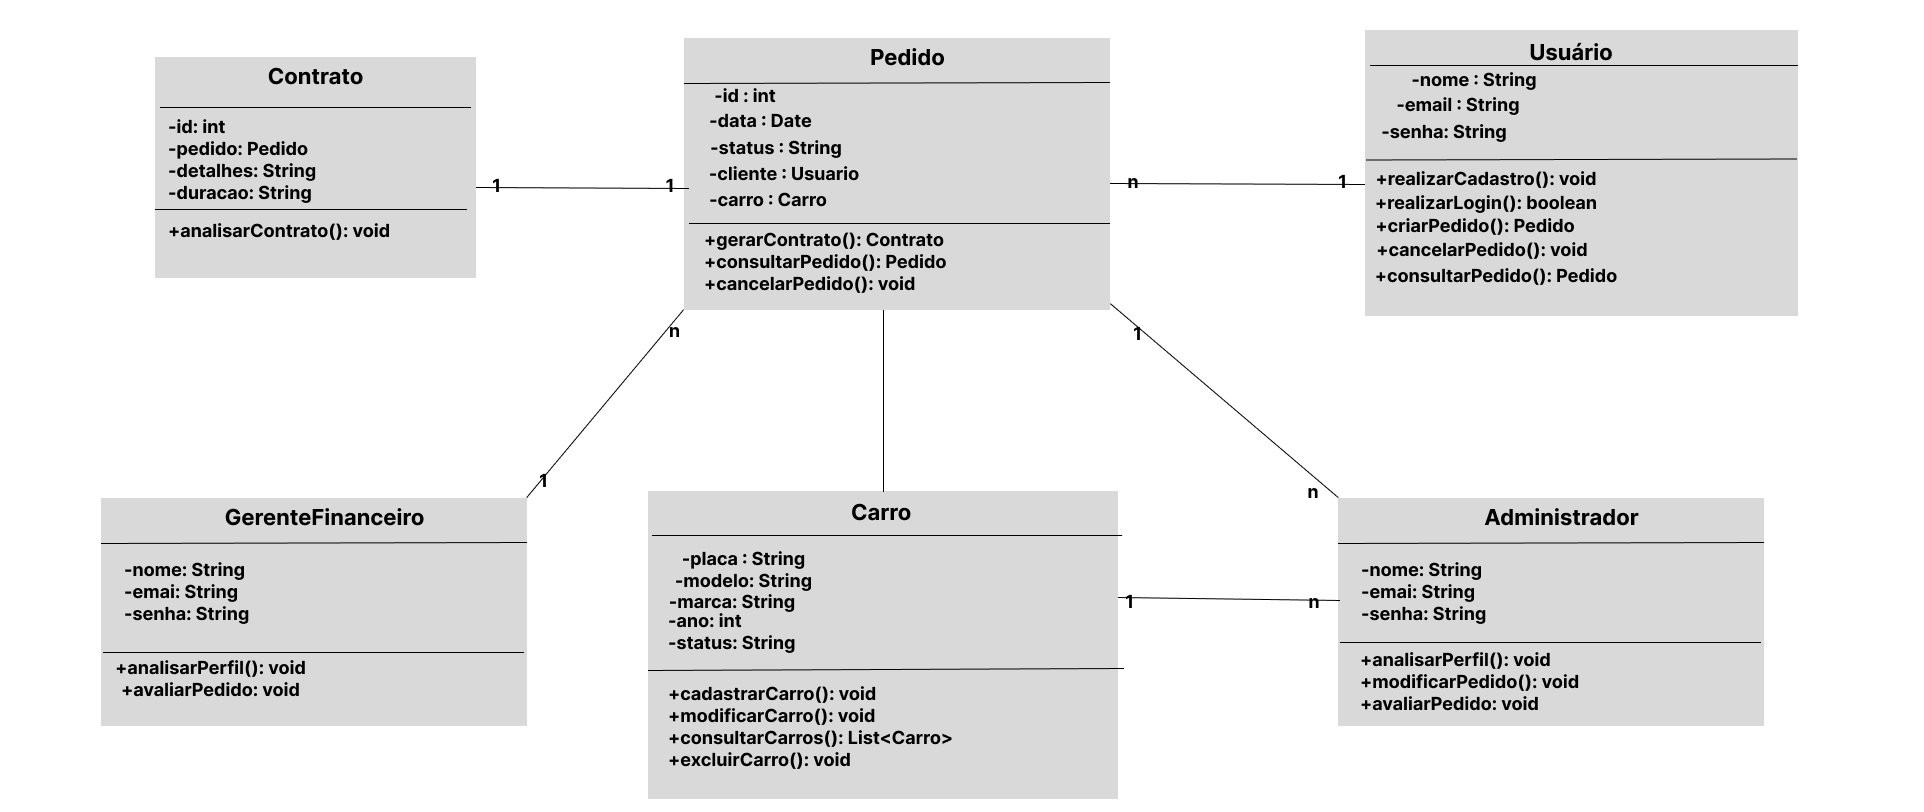 Contrato
-id: int
-pedido: Pedido
-detalhes: String
-duracao: String
+analisarContrato(): void
1
1
Pedido
-id : int
-data : Date
-status : String
-cliente : Usuario
-carro : Carro
+gerarContrato(): Contrato
+consultarPedido(): Pedido
+cancelarPedido(): void
n
1
Usuário
-nome : String
-email : String
-senha: String
+realizarCadastro(): void
+realizarLogin(): boolean
+criarPedido(): Pedido
+cancelarPedido(): void
+consultarPedido(): Pedido
n
1
1
n
GerenteFinanceiro
-nome: String
-emai: String
-senha: String
+analisarPerfil(): void
+avaliarPedido: void
Carro
-placa : String
-modelo: String
-marca: String
-ano: int
-status: String
+cadastrarCarro(): void
+modificarCarro(): void
+consultarCarros(): List<Carro>
+excluirCarro(): void
1
n
Administrador
-nome: String
-emai: String
-senha: String
+analisarPerfil(): void
+modificarPedido(): void
+avaliarPedido: void